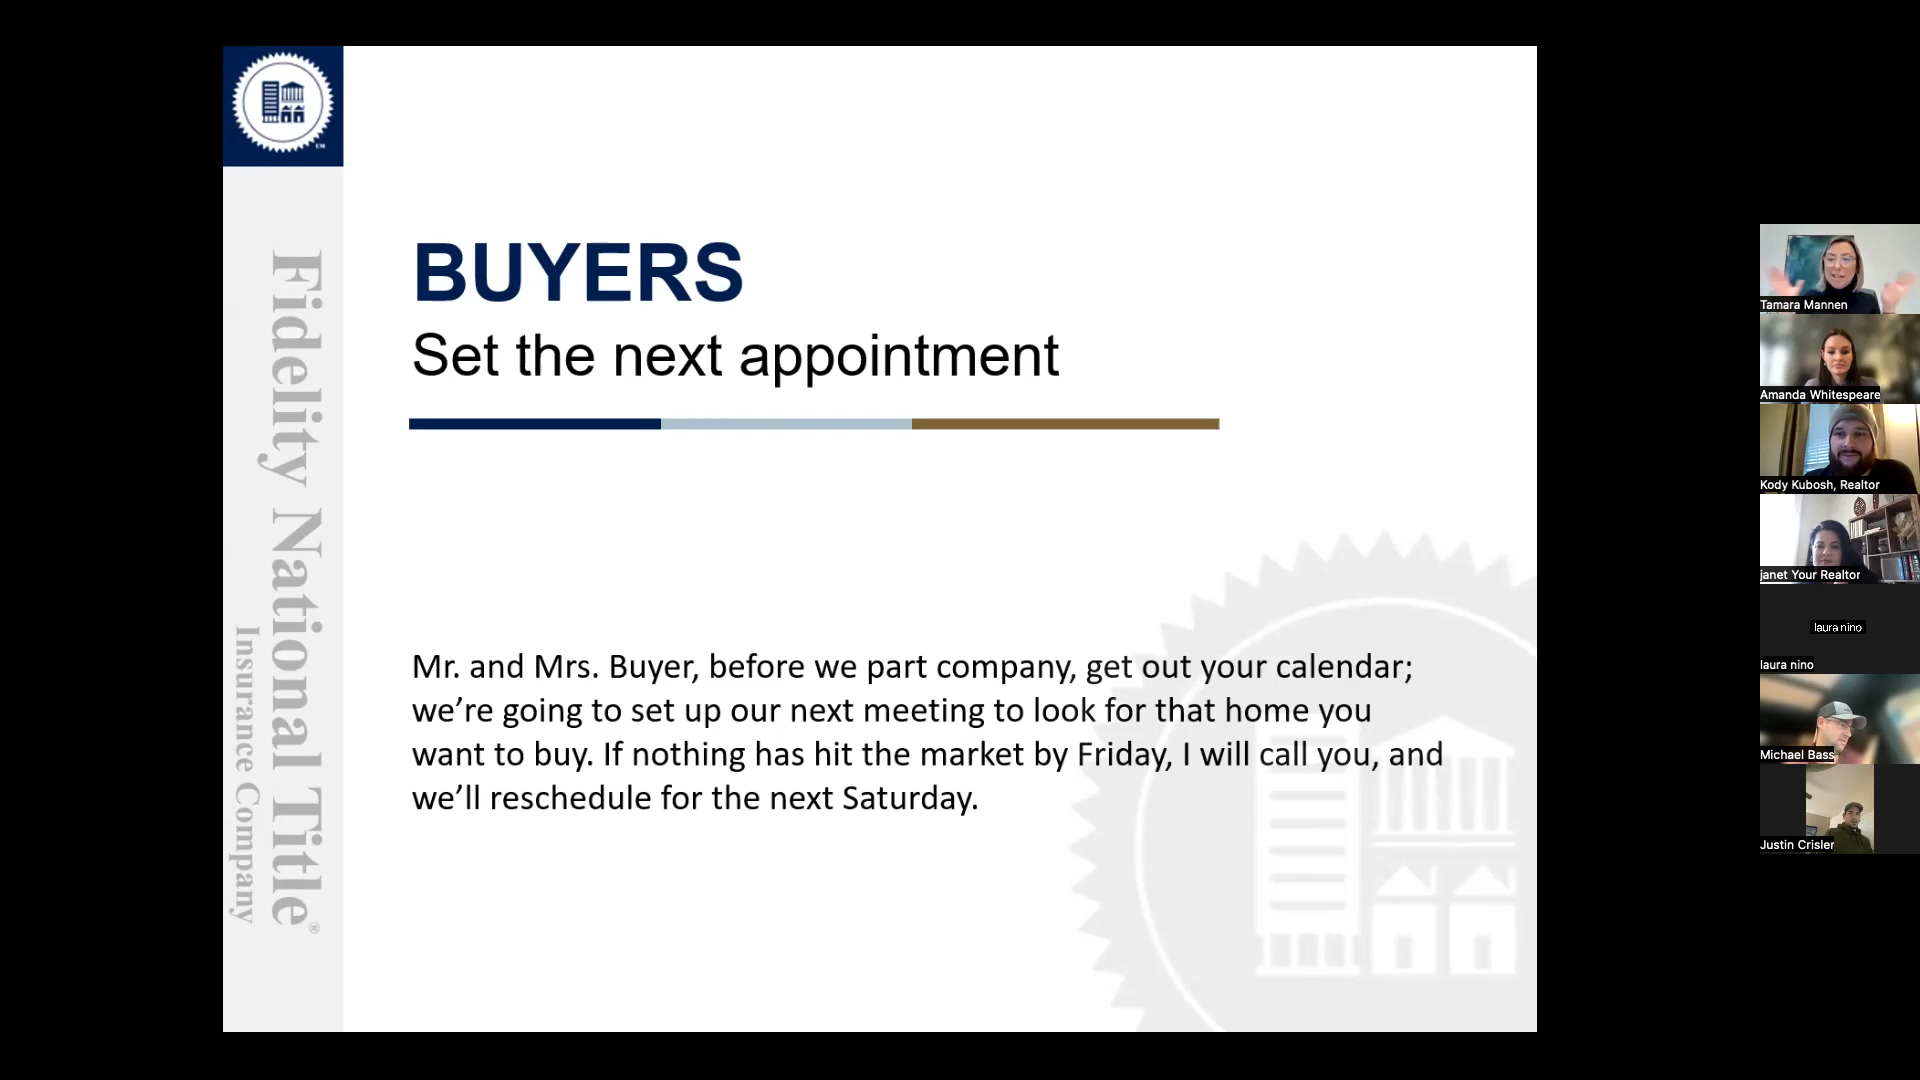 Fidelity National Title®
Insurance Company
SM
BUYERS
Set the next appointment
Mr. and Mrs. Buyer, before we part company, get out your calendar;
we’re going to set up our next meeting to look for that home you
want to buy. If nothing has hit the market by Friday, I will call you, and
we’ll reschedule for the next Saturday.
Tamara Mannen
Amanda Whitespeare
Kody Kubosh, Realtor
janet Your Realtor
laura nino
laura nino
Michael Bass
Justin Crisler